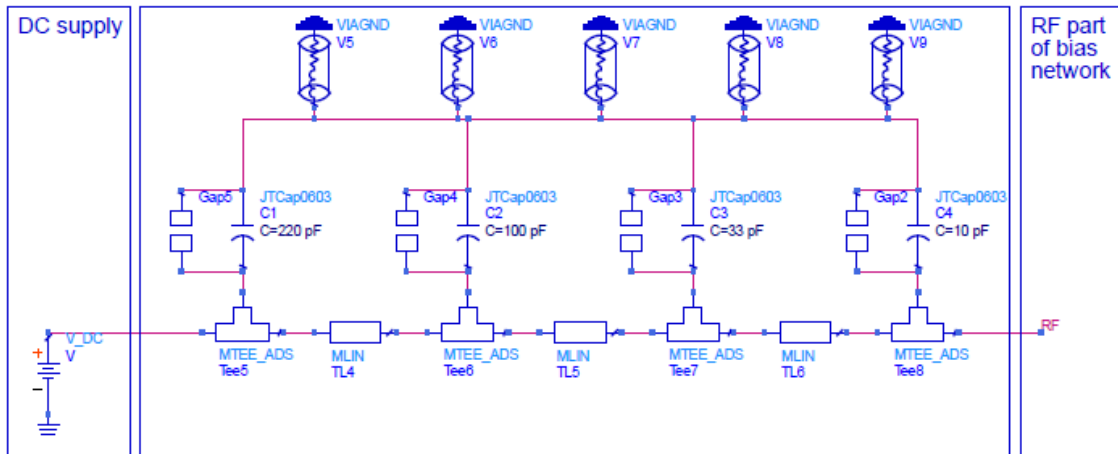 DC supply
VIAGND
V5
VIAGND
V6
VIAGND
V7
VIAGND
V8
VIAGND
V9
RF part
of bias
network
Gap5
JTCap0603
C1
C=220 pF
Gap4
JTCap0603
C2
C=100 pF
Gap3
JTCap0603
C3
C=33 pF
Gap2
JTCap0603
C4
C=10 pF
V_DC
V
+
−
MTEE_ADS
Tee5
MLIN
TL4
MTEE_ADS
Tee6
MLIN
TL5
MTEE_ADS
Tee7
MLIN
TL6
MTEE_ADS
Tee8
RF